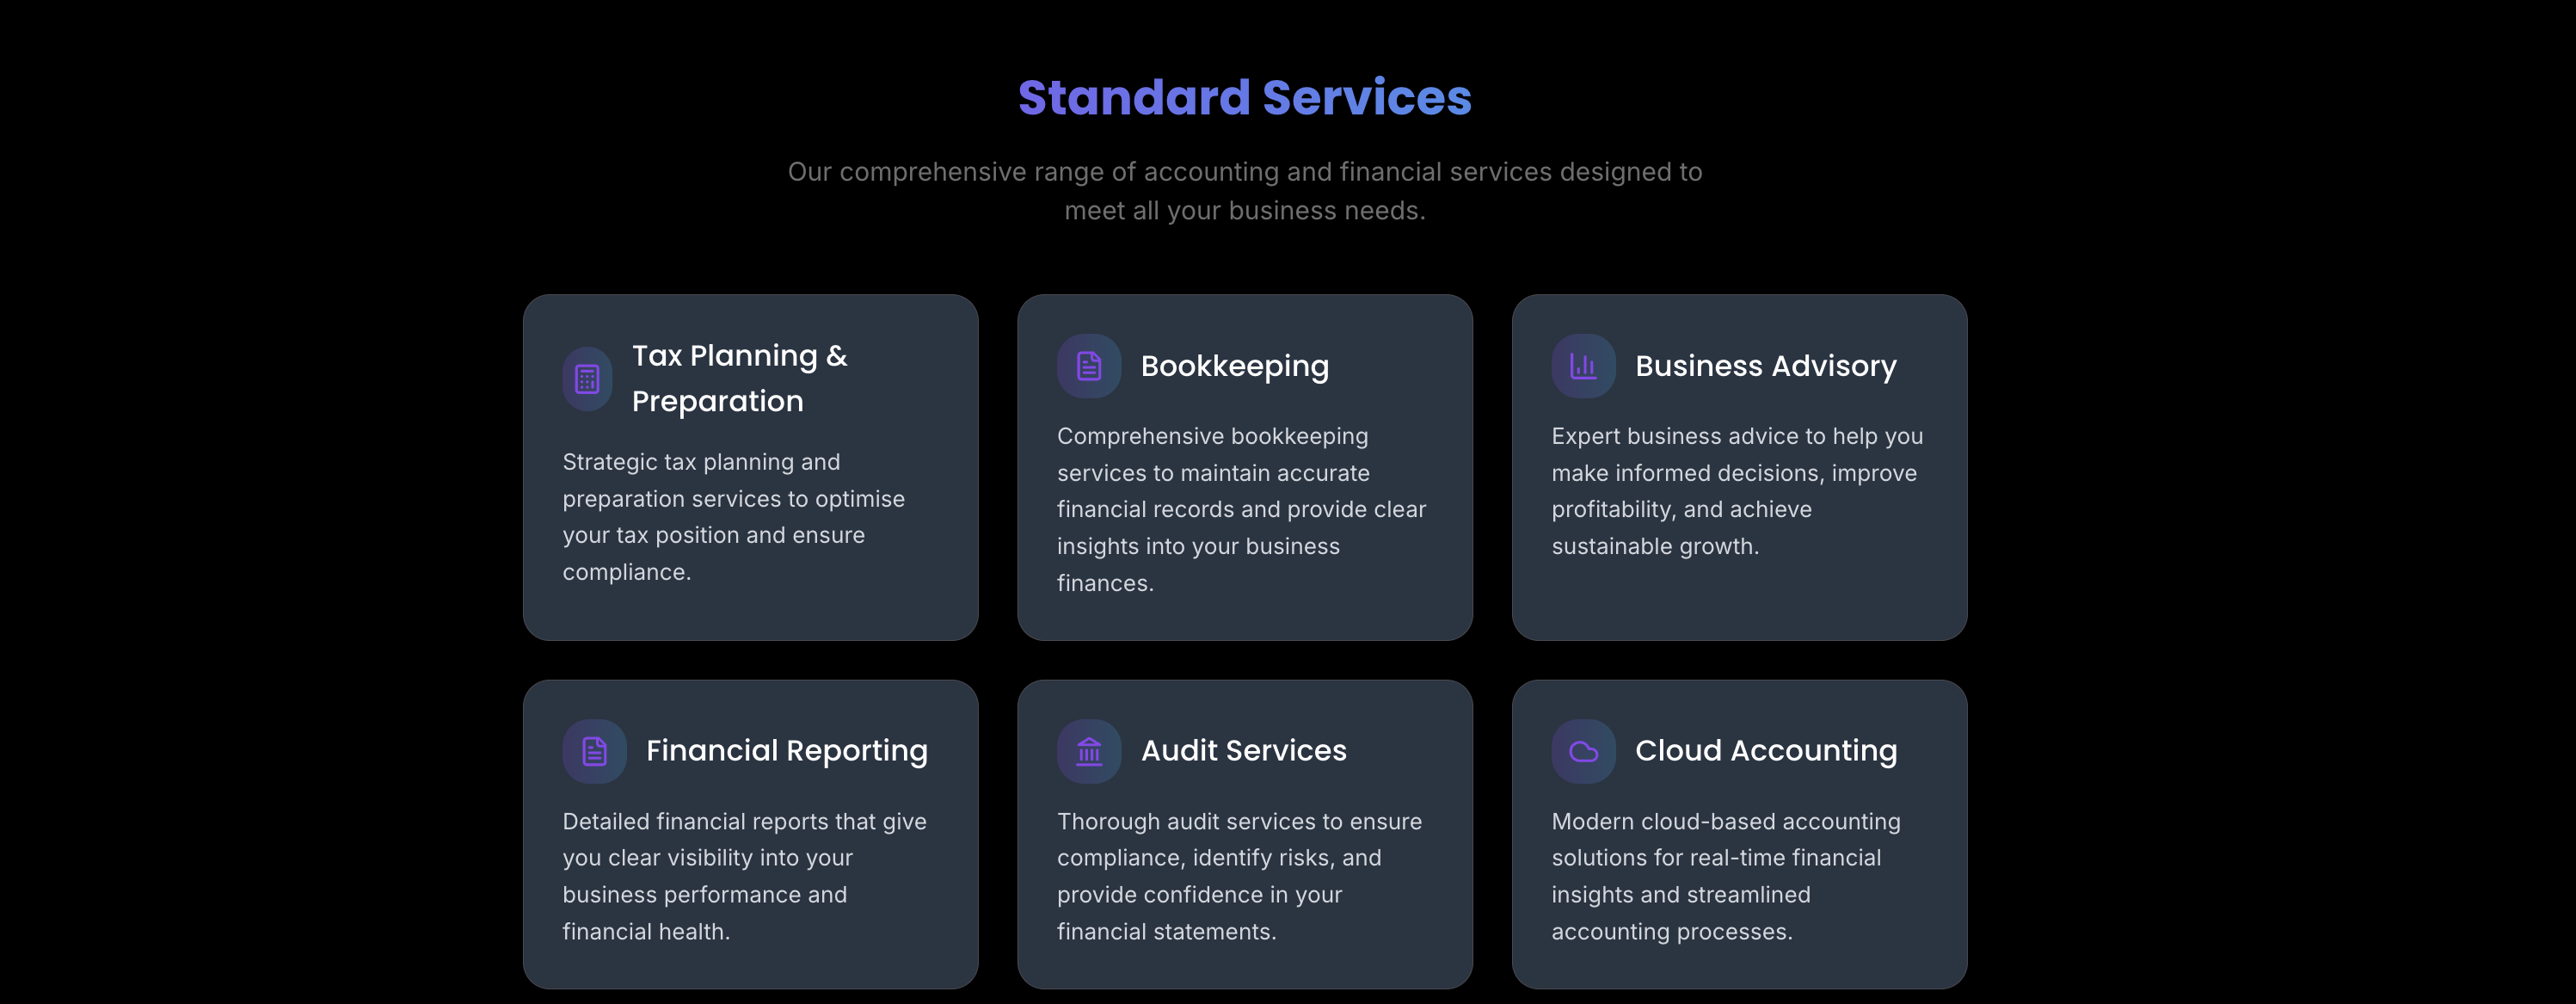 Standard Services
Our comprehensive range of accounting and financial services designed to
meet all your business needs.
Tax Planning &
Preparation
Strategic tax planning and
preparation services to optimise
your tax position and ensure
compliance.
Bookkeeping
Comprehensive bookkeeping
services to maintain accurate
financial records and provide clear
insights into your business
finances.
Business Advisory
Expert business advice to help you
make informed decisions, improve
profitability, and achieve
sustainable growth.
Financial Reporting
Detailed financial reports that give
you clear visibility into your
business performance and
financial health.
Audit Services
Thorough audit services to ensure
compliance, identify risks, and
provide confidence in your
financial statements.
Cloud Accounting
Modern cloud-based accounting
solutions for real-time financial
insights and streamlined
accounting processes.